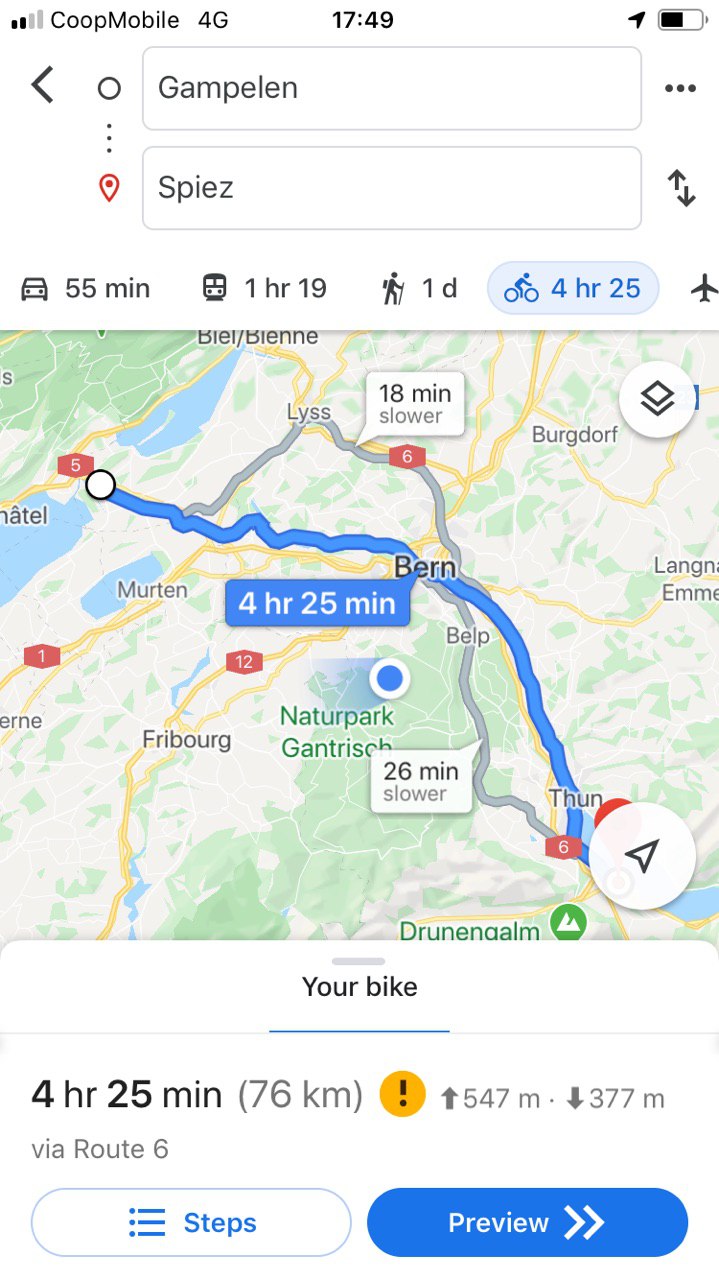 CoopMobile 4G 17:49
Gampelen
Spiez
55 min 1 hr 19 1 d 4 hr 25
Biel/Bienne
ls
Lyss
18 min
slower
Burgdorf
6
5
hâtel
Bern
Langna
Emme
Murten
4 hr 25 min
Belp
1
12
erne
Naturpark
Gantrisch
Fribourg
26 min
slower
Thun
6
Drunengalm
Your bike
4 hr 25 min (76 km) ! 547 m · 377 m
via Route 6
Steps Preview